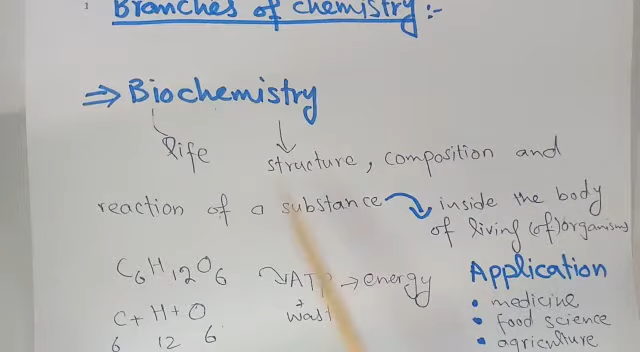 Branches of chemistry :-
⇒ Biochemistry
life
structure, composition and
reaction of a substance
inside the body
of living (of) organisms
C6H12O6
ATP → energy
+
wast
C + H + O
6 12 6
Application
• medicine
• food science
• agriculture